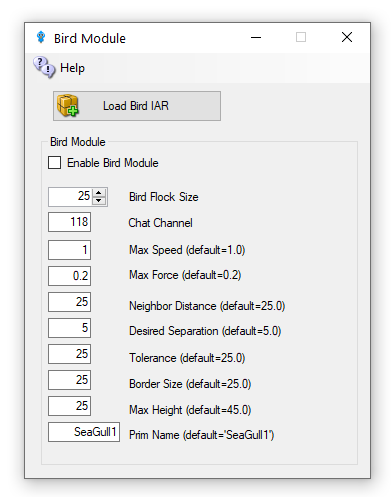 Bird Module
Help
Load Bird IAR
Bird Module
Enable Bird Module
25 Bird Flock Size
118 Chat Channel
1 Max Speed (default=1.0)
0.2 Max Force (default=0.2)
25 Neighbor Distance (default=25.0)
5 Desired Separation (default=5.0)
25 Tolerance (default=25.0)
25 Border Size (default=25.0)
25 Max Height (default=45.0)
SeaGull1 Prim Name (default='SeaGull1')